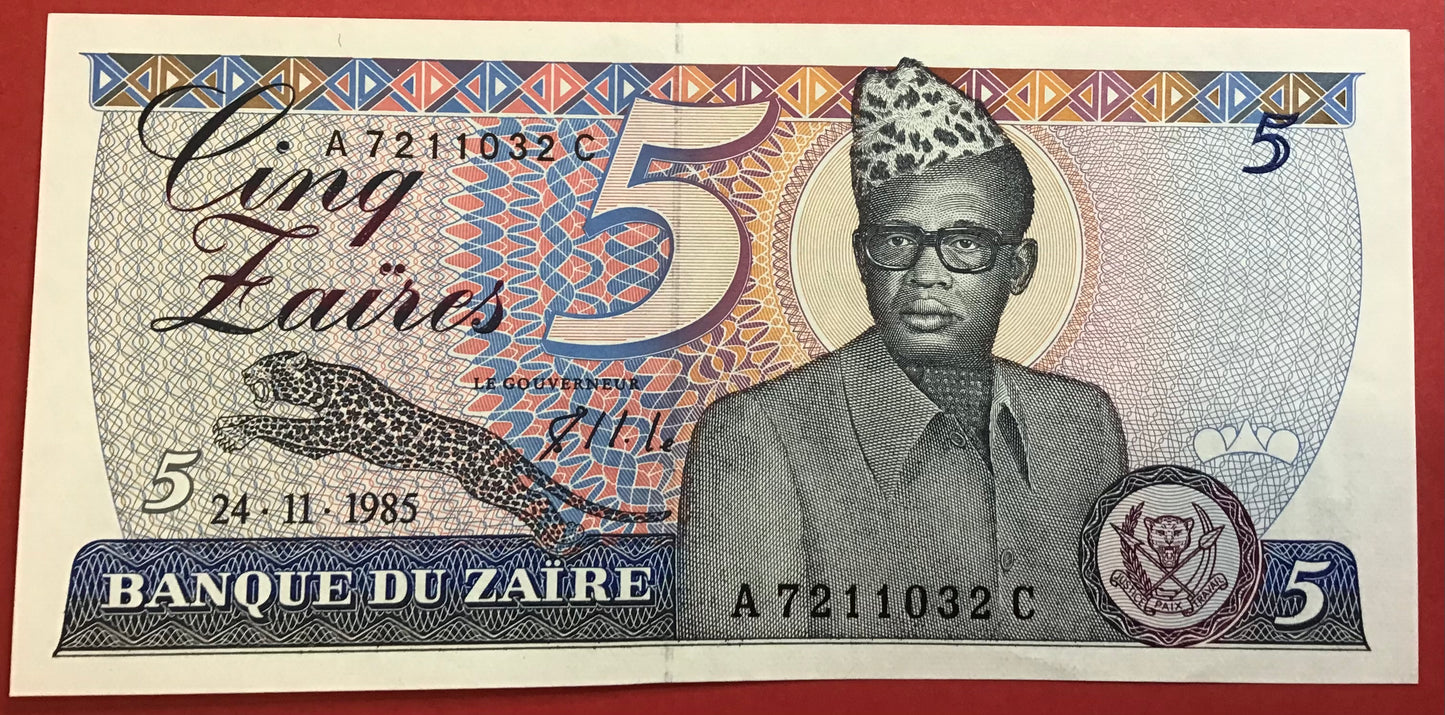 Cinq
A 7211032 C
5
5
Zaïres
LE GOUVERNEUR
5
24·11·1985
BANQUE DU ZAÏRE
A 7211032 C
JUSTICE PAIX TRAVAIL
5